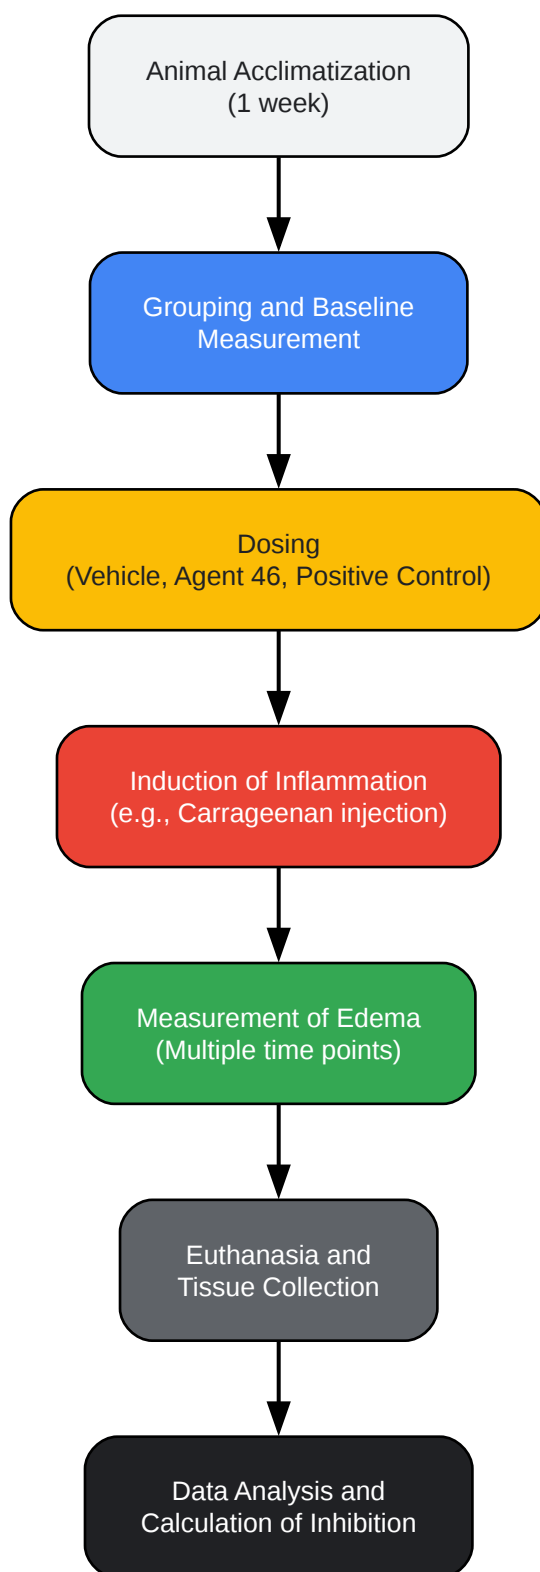 Animal Acclimatization
(1 week)
Grouping and Baseline
Measurement
Dosing
(Vehicle, Agent 46, Positive Control)
Induction of Inflammation
(e.g., Carrageenan injection)
Measurement of Edema
(Multiple time points)
Euthanasia and
Tissue Collection
Data Analysis and
Calculation of Inhibition